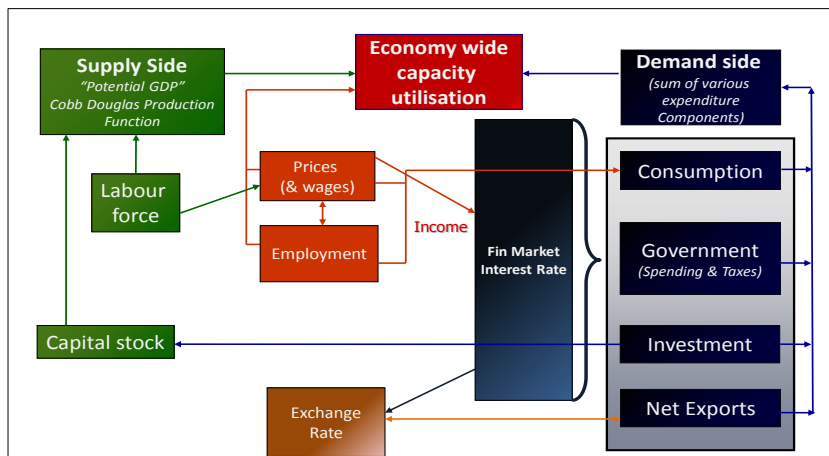 Supply Side
“Potential GDP”
Cobb Douglas Production
Function
Economy wide
capacity
utilisation
Demand side
(sum of various
expenditure
Components)
Labour
force
Prices
(& wages)
Employment
Income
Fin Market
Interest Rate
Consumption
Government
(Spending & Taxes)
Capital stock
Investment
Exchange
Rate
Net Exports